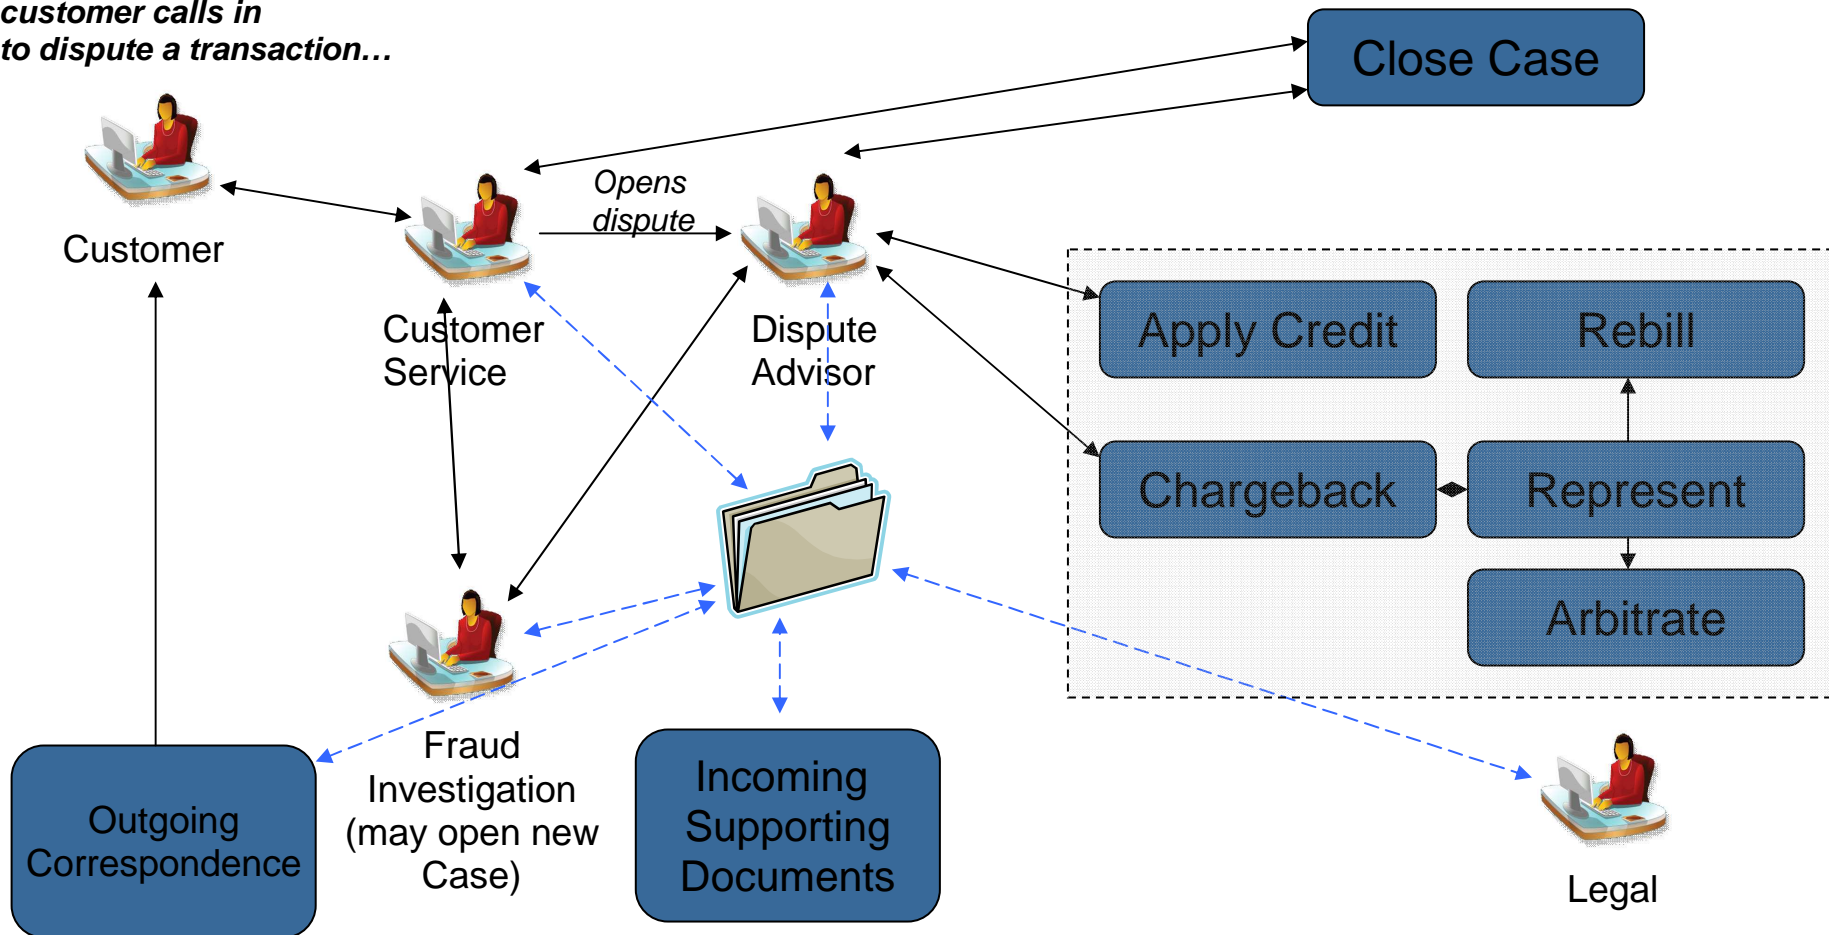 customer calls in
to dispute a transaction…
Close Case
Opens
dispute
Customer
Customer
Service
Dispute
Advisor
Apply Credit
Rebill
Chargeback
Represent
Arbitrate
Fraud
Investigation
(may open new
Case)
Incoming
Supporting
Documents
Outgoing
Correspondence
Legal